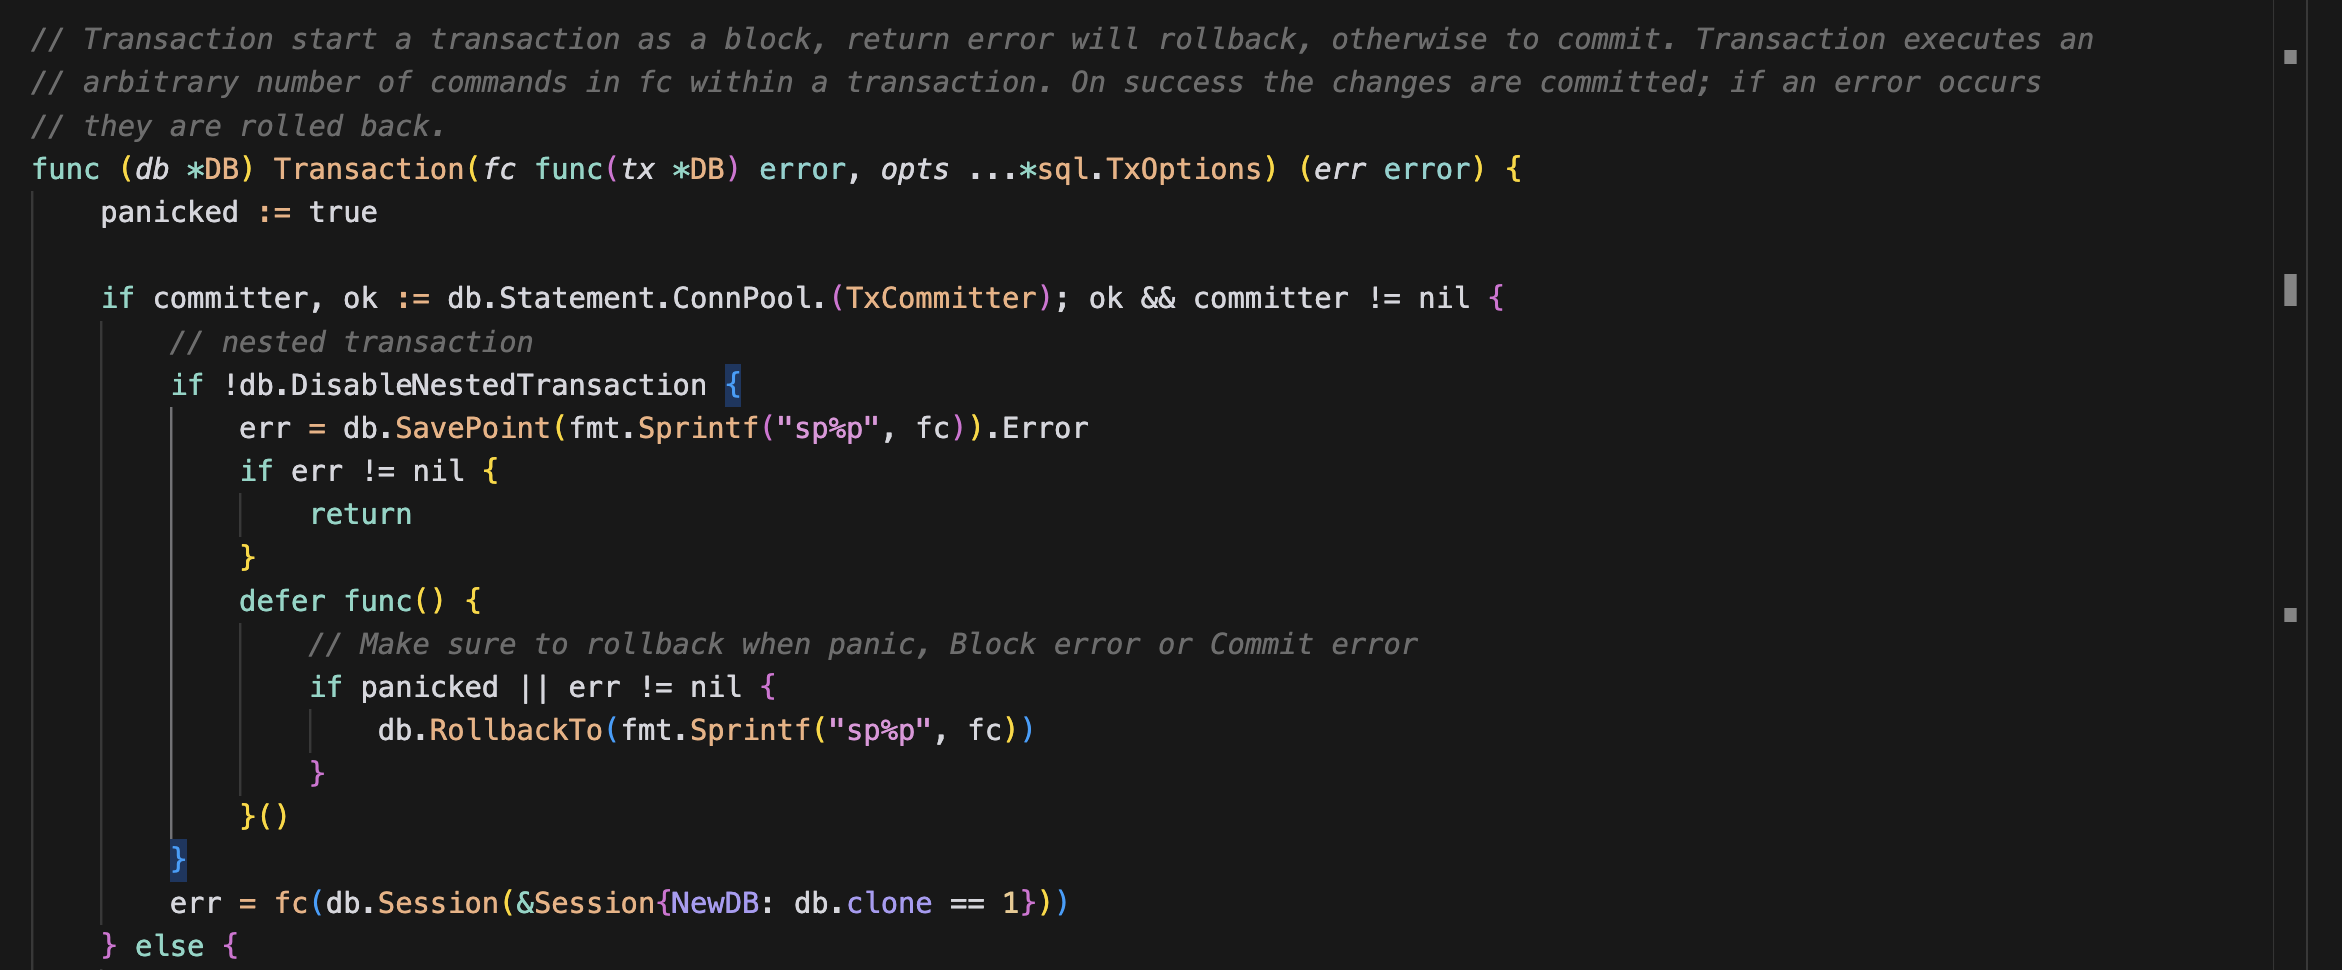 // Transaction start a transaction as a block, return error will rollback, otherwise to commit. Transaction executes an
// arbitrary number of commands in fc within a transaction. On success the changes are committed; if an error occurs
// they are rolled back.
func (db *DB) Transaction(fc func(tx *DB) error, opts ...*sql.TxOptions) (err error) {
    panicked := true

    if committer, ok := db.Statement.ConnPool.(TxCommitter); ok && committer != nil {
        // nested transaction
        if !db.DisableNestedTransaction {
            err = db.SavePoint(fmt.Sprintf("sp%p", fc)).Error
            if err != nil {
                return
            }
            defer func() {
                // Make sure to rollback when panic, Block error or Commit error
                if panicked || err != nil {
                    db.RollbackTo(fmt.Sprintf("sp%p", fc))
                }
            }()
        }
        err = fc(db.Session(&Session{NewDB: db.clone == 1}))
    } else {